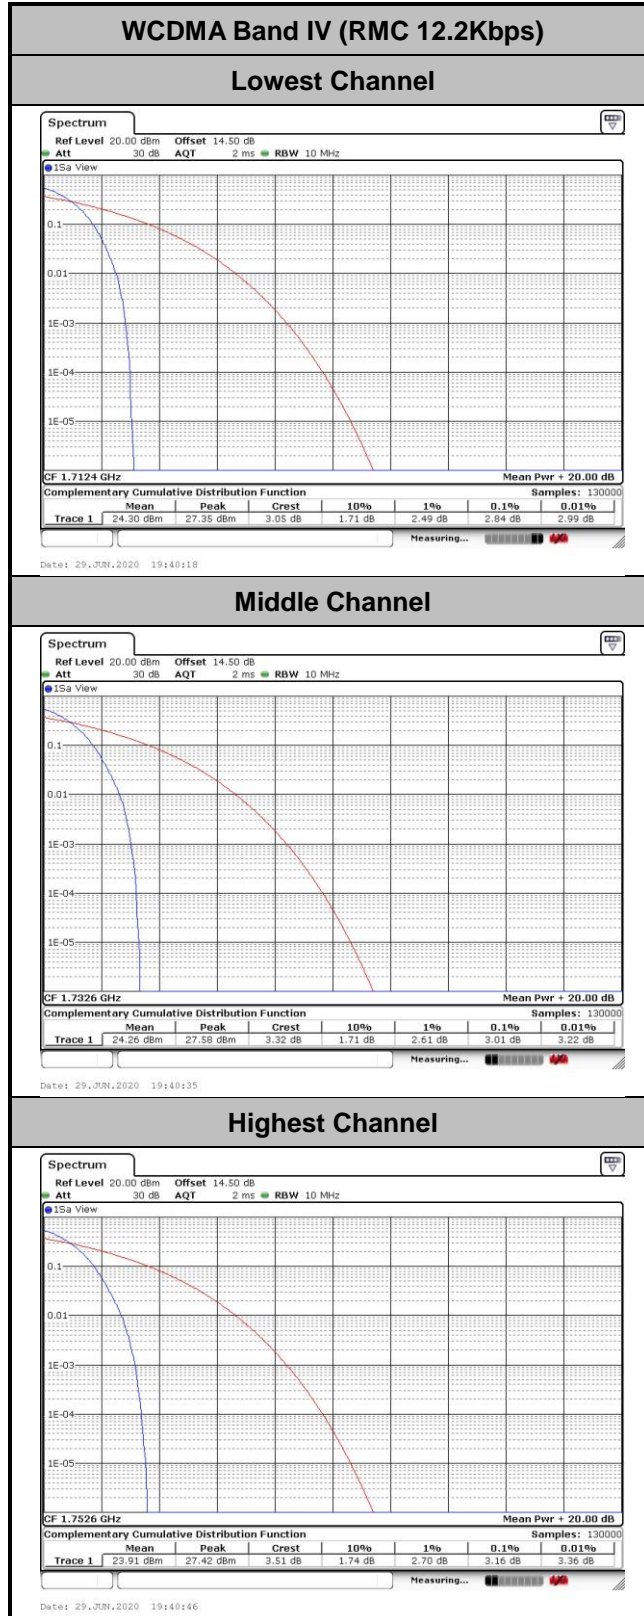 WCDMA Band IV (RMC 12.2Kbps)
Lowest Channel
Spectrum
Ref Level 20.00 dBm Offset 14.50 dB
Att 30 dB AQT 2 ms RBW 10 MHz
1Sa View
0.1
0.01
1E-03
1E-04
1E-05
CF 1.7124 GHz Mean Pwr + 20.00 dB
Complementary Cumulative Distribution Function Samples: 130000
Mean Peak Crest 10% 1% 0.1% 0.01%
Trace 1 24.30 dBm 27.35 dBm 3.05 dB 1.71 dB 2.49 dB 2.84 dB 2.99 dB
Measuring...
Date: 29.JUN.2020 19:40:18
Middle Channel
Spectrum
Ref Level 20.00 dBm Offset 14.50 dB
Att 30 dB AQT 2 ms RBW 10 MHz
1Sa View
0.1
0.01
1E-03
1E-04
1E-05
CF 1.7326 GHz Mean Pwr + 20.00 dB
Complementary Cumulative Distribution Function Samples: 130000
Mean Peak Crest 10% 1% 0.1% 0.01%
Trace 1 24.26 dBm 27.58 dBm 3.32 dB 1.71 dB 2.61 dB 3.01 dB 3.22 dB
Measuring...
Date: 29.JUN.2020 19:40:35
Highest Channel
Spectrum
Ref Level 20.00 dBm Offset 14.50 dB
Att 30 dB AQT 2 ms RBW 10 MHz
1Sa View
0.1
0.01
1E-03
1E-04
1E-05
CF 1.7526 GHz Mean Pwr + 20.00 dB
Complementary Cumulative Distribution Function Samples: 130000
Mean Peak Crest 10% 1% 0.1% 0.01%
Trace 1 23.91 dBm 27.42 dBm 3.51 dB 1.74 dB 2.70 dB 3.16 dB 3.36 dB
Measuring...
Date: 29.JUN.2020 19:40:46